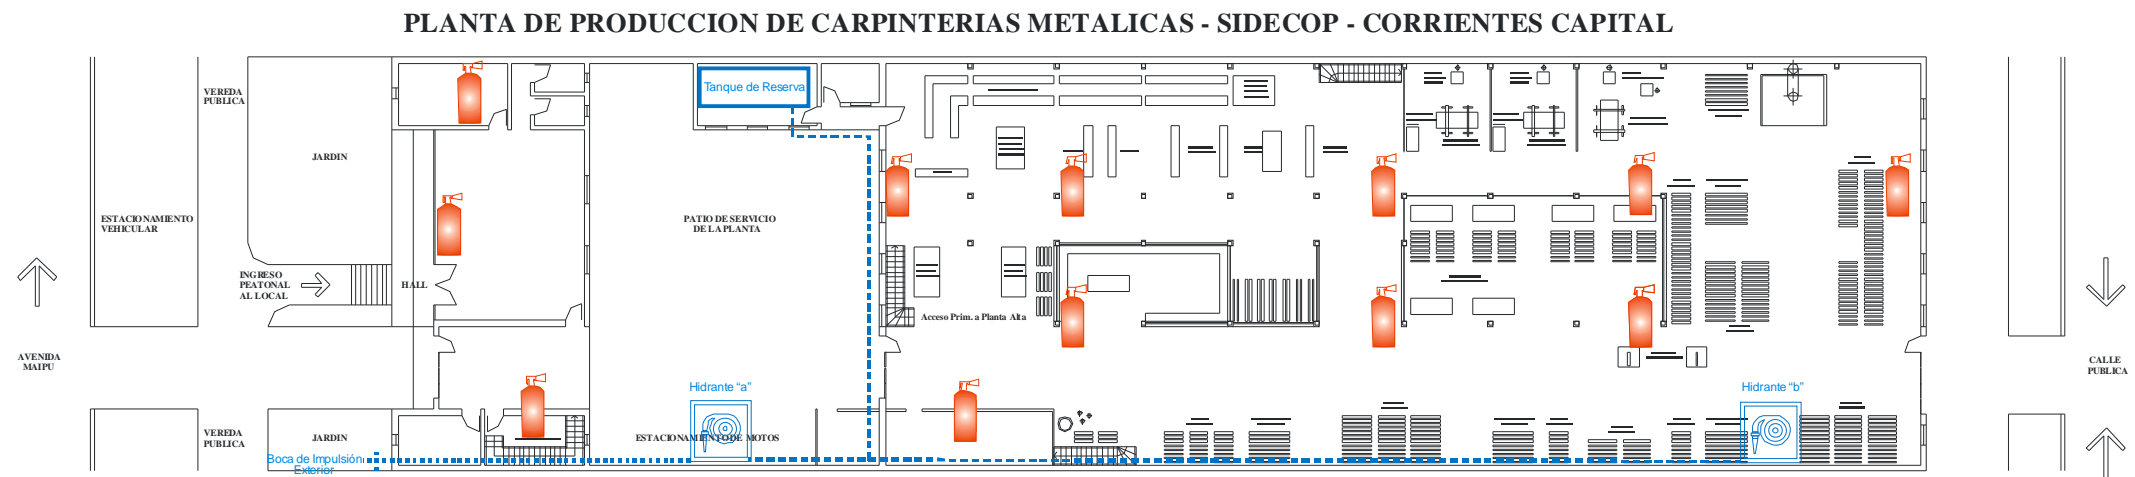 PLANTA DE PRODUCCION DE CARPINTERIAS METALICAS - SIDECOP - CORRIENTES CAPITAL
VEREDA
PUBLICA
Tanque de Reserva
JARDIN
ESTACIONAMIENTO
VEHICULAR
PATIO DE SERVICIO
DE LA PLANTA
INGRESO
PEATONAL
AL LOCAL
HALL
Acceso Prim. a Planta Alta
AVENIDA
MAIPU
CALLE
PUBLICA
Hidrante "a"
Hidrante "b"
VEREDA
PUBLICA
JARDIN
ESTACIONAMIENTO DE MOTOS
Boca de Impulsión
Exterior